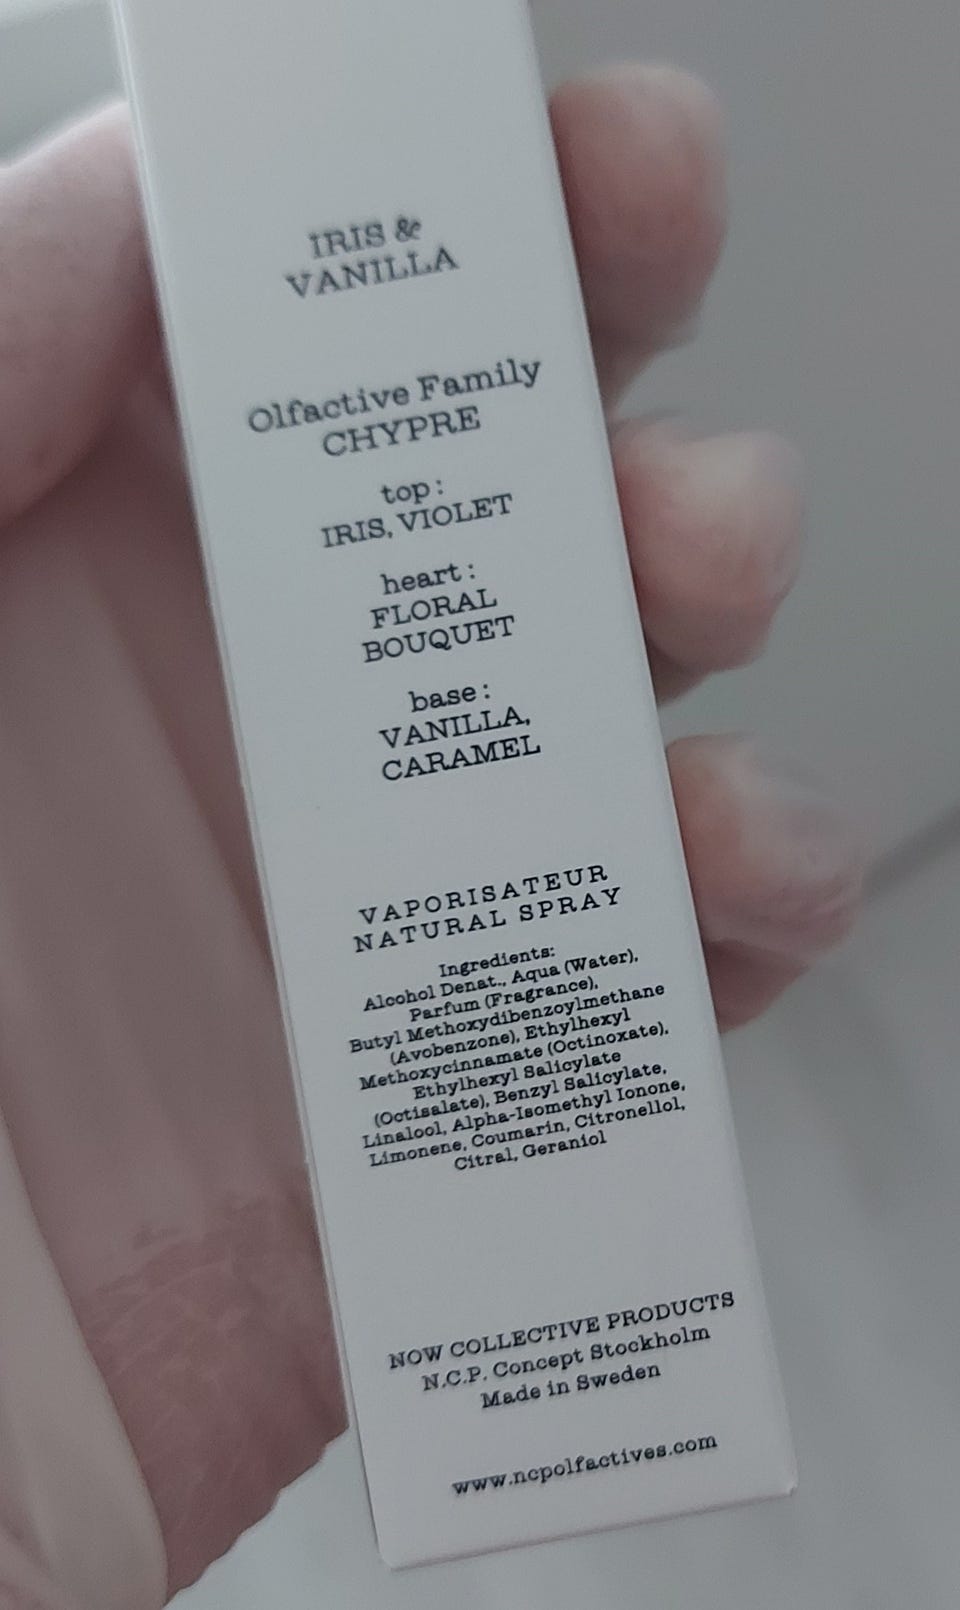 IRIS &
VANILLA
Olfactive Family
CHYPRE
top:
IRIS, VIOLET
heart:
FLORAL
BOUQUET
base:
VANILLA,
CARAMEL
VAPORISATEUR
NATURAL SPRAY
Ingredients:
Alcohol Denat., Aqua (Water),
Parfum (Fragrance),
Butyl Methoxydibenzoylmethane
(Avobenzone), Ethylhexyl
Methoxycinnamate (Octinoxate),
Ethylhexyl Salicylate
(Octisalate), Benzyl Salicylate,
Linalool, Alpha-Isomethyl Ionone,
Limonene, Coumarin, Citronellol,
Citral, Geraniol
NOW COLLECTIVE PRODUCTS
N.C.P. Concept Stockholm
Made in Sweden
www.ncpolfactives.com